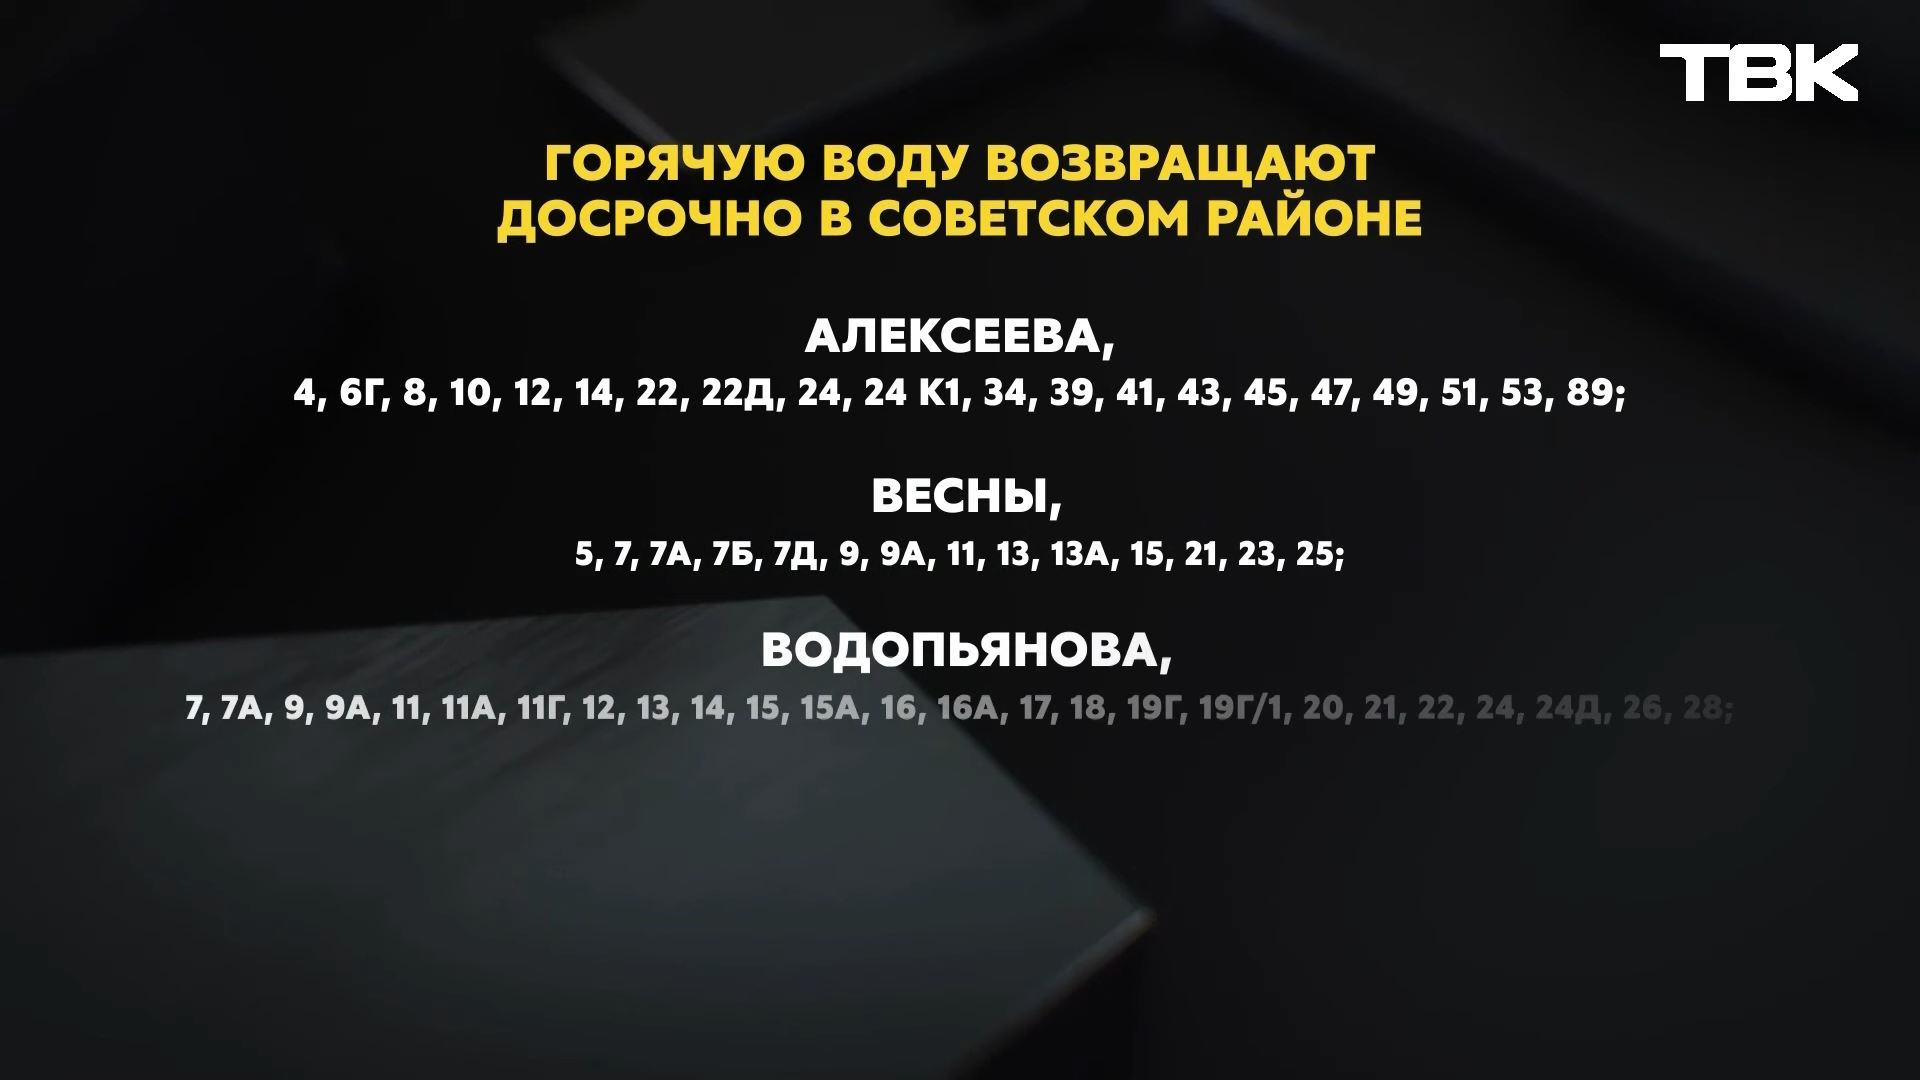 ТВК
ГОРЯЧУЮ ВОДУ ВОЗВРАЩАЮТ
ДОСРОЧНО В СОВЕТСКОМ РАЙОНЕ
АЛЕКСЕЕВА,
4, 6Г, 8, 10, 12, 14, 22, 22Д, 24, 24 К1, 34, 39, 41, 43, 45, 47, 49, 51, 53, 89;
ВЕСНЫ,
5, 7, 7А, 7Б, 7Д, 9, 9А, 11, 13, 13А, 15, 21, 23, 25;
ВОДОПЬЯНОВА,
7, 7А, 9, 9А, 11, 11А, 11Г, 12, 13, 14, 15, 15А, 16, 16А, 17, 18, 19Г, 19Г/1, 20, 21, 22, 24, 24Д, 26, 28;